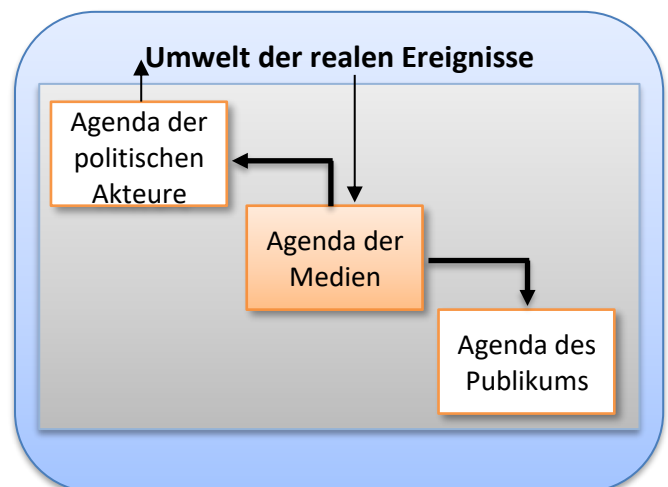 Umwelt der realen Ereignisse
Agenda der
politischen
Akteure
Agenda der
Medien
Agenda des
Publikums